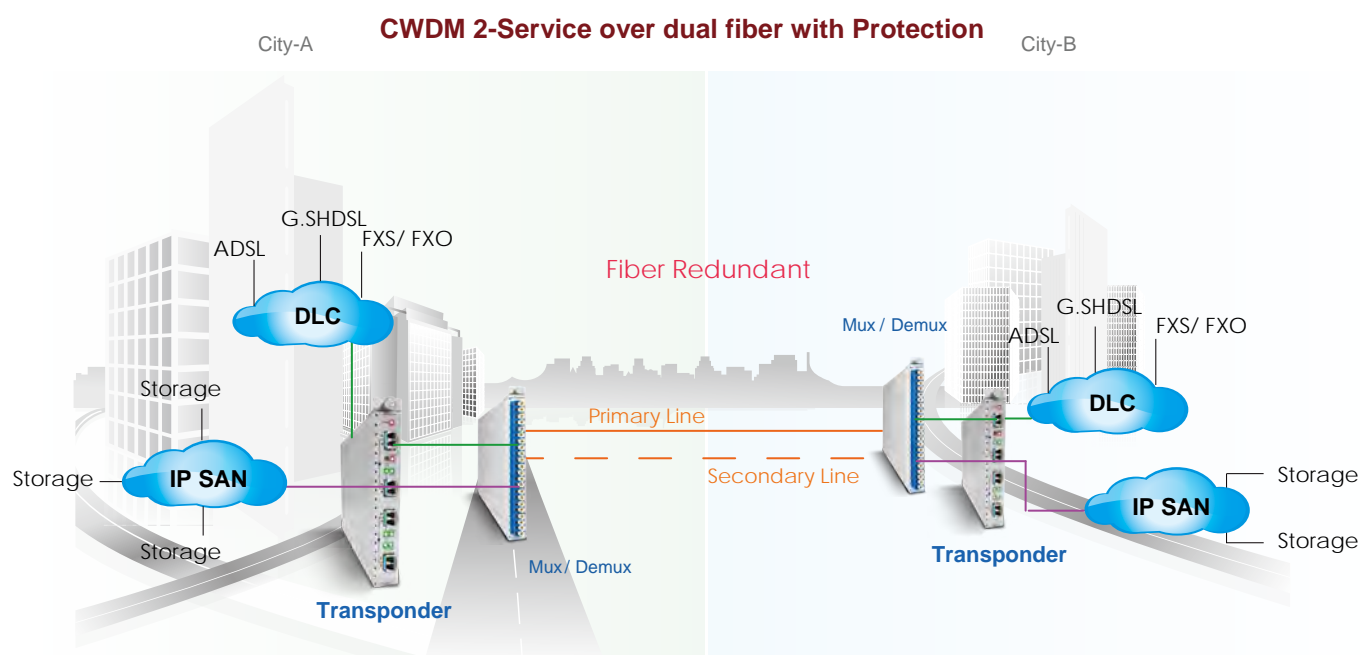 CWDM 2-Service over dual fiber with Protection
City-A
City-B
G.SHDSL
ADSL
FXS/ FXO
DLC
Storage
Storage
IP SAN
Storage
Transponder
Mux / Demux
Fiber Redundant
Primary Line
Secondary Line
Mux / Demux
G.SHDSL
ADSL
FXS/ FXO
DLC
Storage
IP SAN
Storage
Transponder